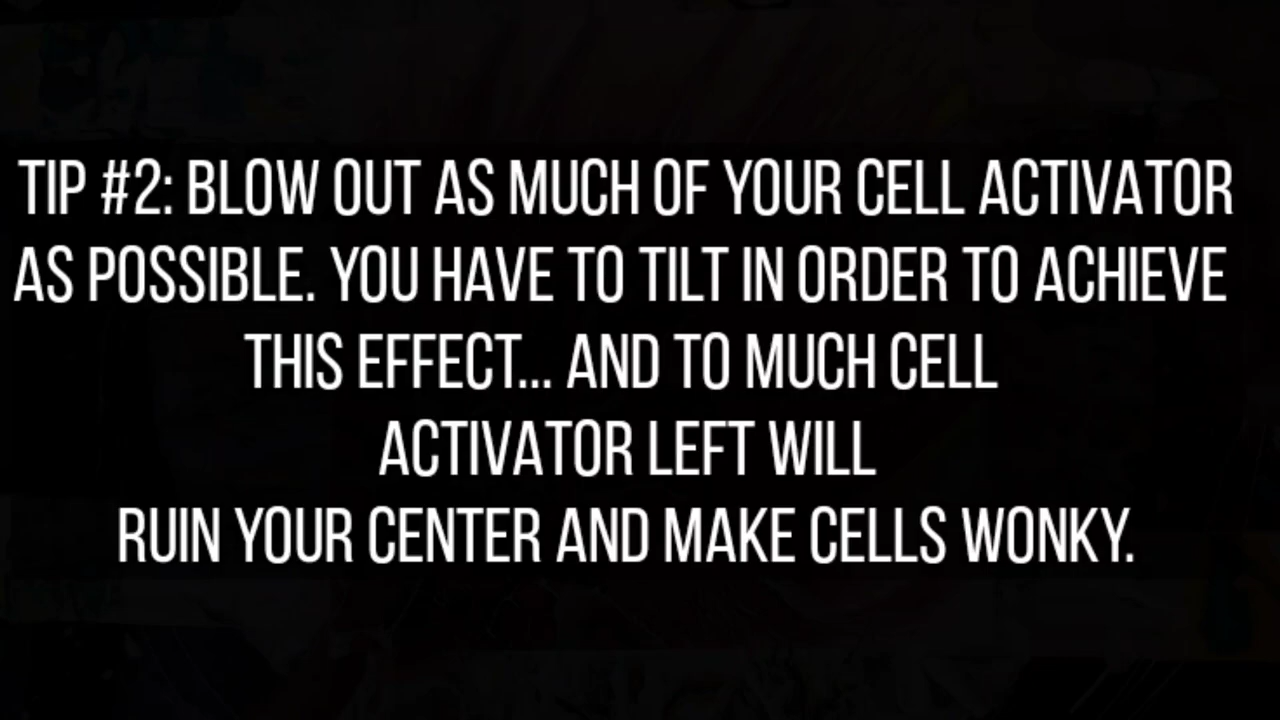 TIP #2: BLOW OUT AS MUCH OF YOUR CELL ACTIVATOR
AS POSSIBLE. YOU HAVE TO TILT IN ORDER TO ACHIEVE
THIS EFFECT... AND TO MUCH CELL
ACTIVATOR LEFT WILL
RUIN YOUR CENTER AND MAKE CELLS WONKY.